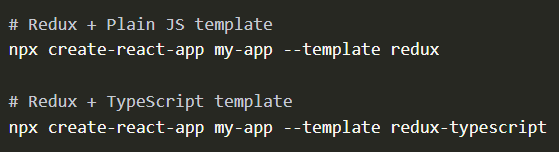 # Redux + Plain JS template
npx create-react-app my-app --template redux
# Redux + TypeScript template
npx create-react-app my-app --template redux-typescript